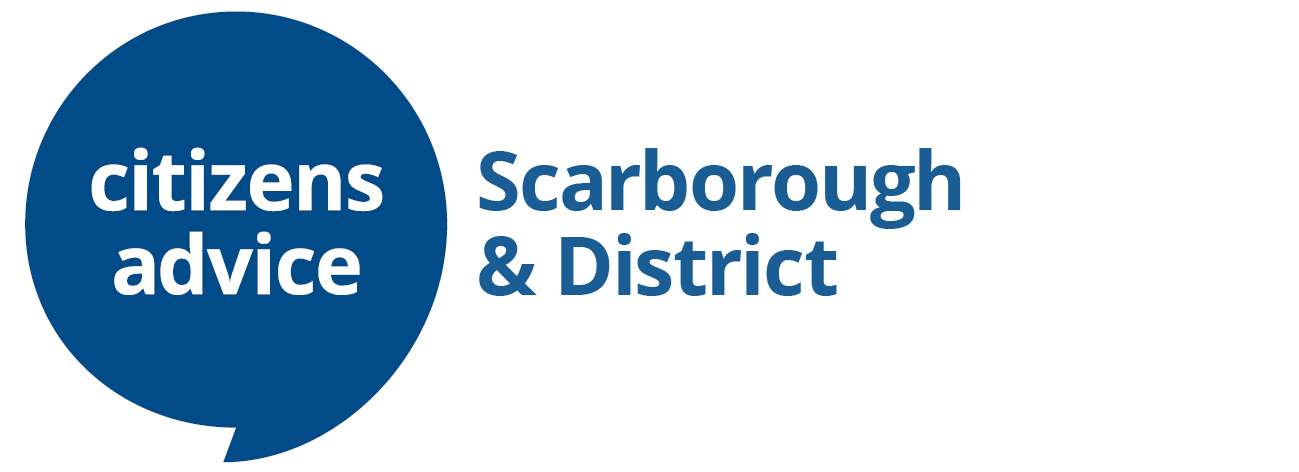 citizens
advice
Scarborough
& District